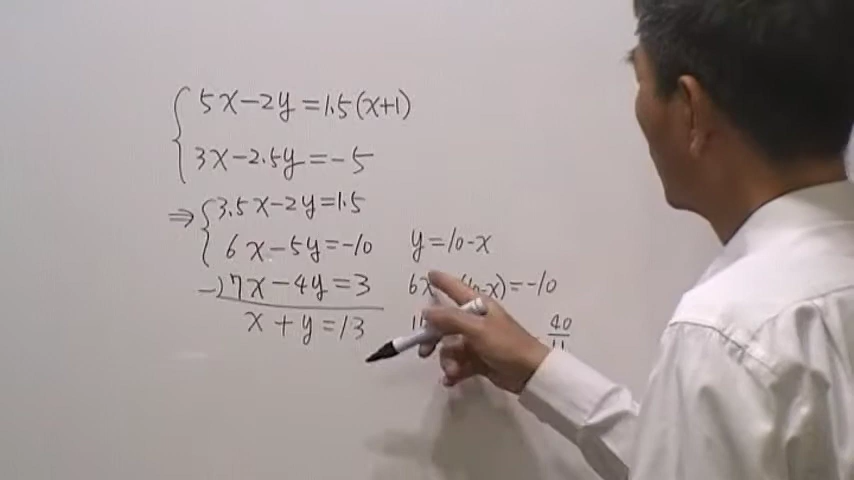 5x-2y=1.5(x+1)
3x-2.5y=-5
⇒ 3.5x-2y=1.5
6x-5y=-10
-) 7x-4y=3
x+y=13
y=10-x
6x (10-x)=-10
11 40